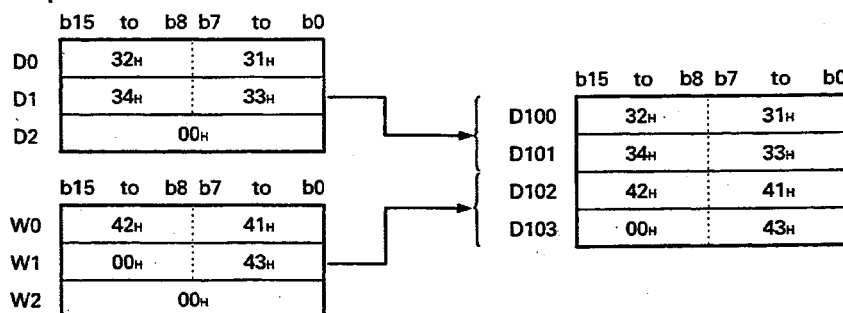 b15 to b8 b7 to b0
D0 32H 31H
D1 34H 33H
D2 00H
b15 to b8 b7 to b0
W0 42H 41H
W1 00H 43H
W2 00H
b15 to b8 b7 to b0
D100 32H 31H
D101 34H 33H
D102 42H 41H
D103 00H 43H